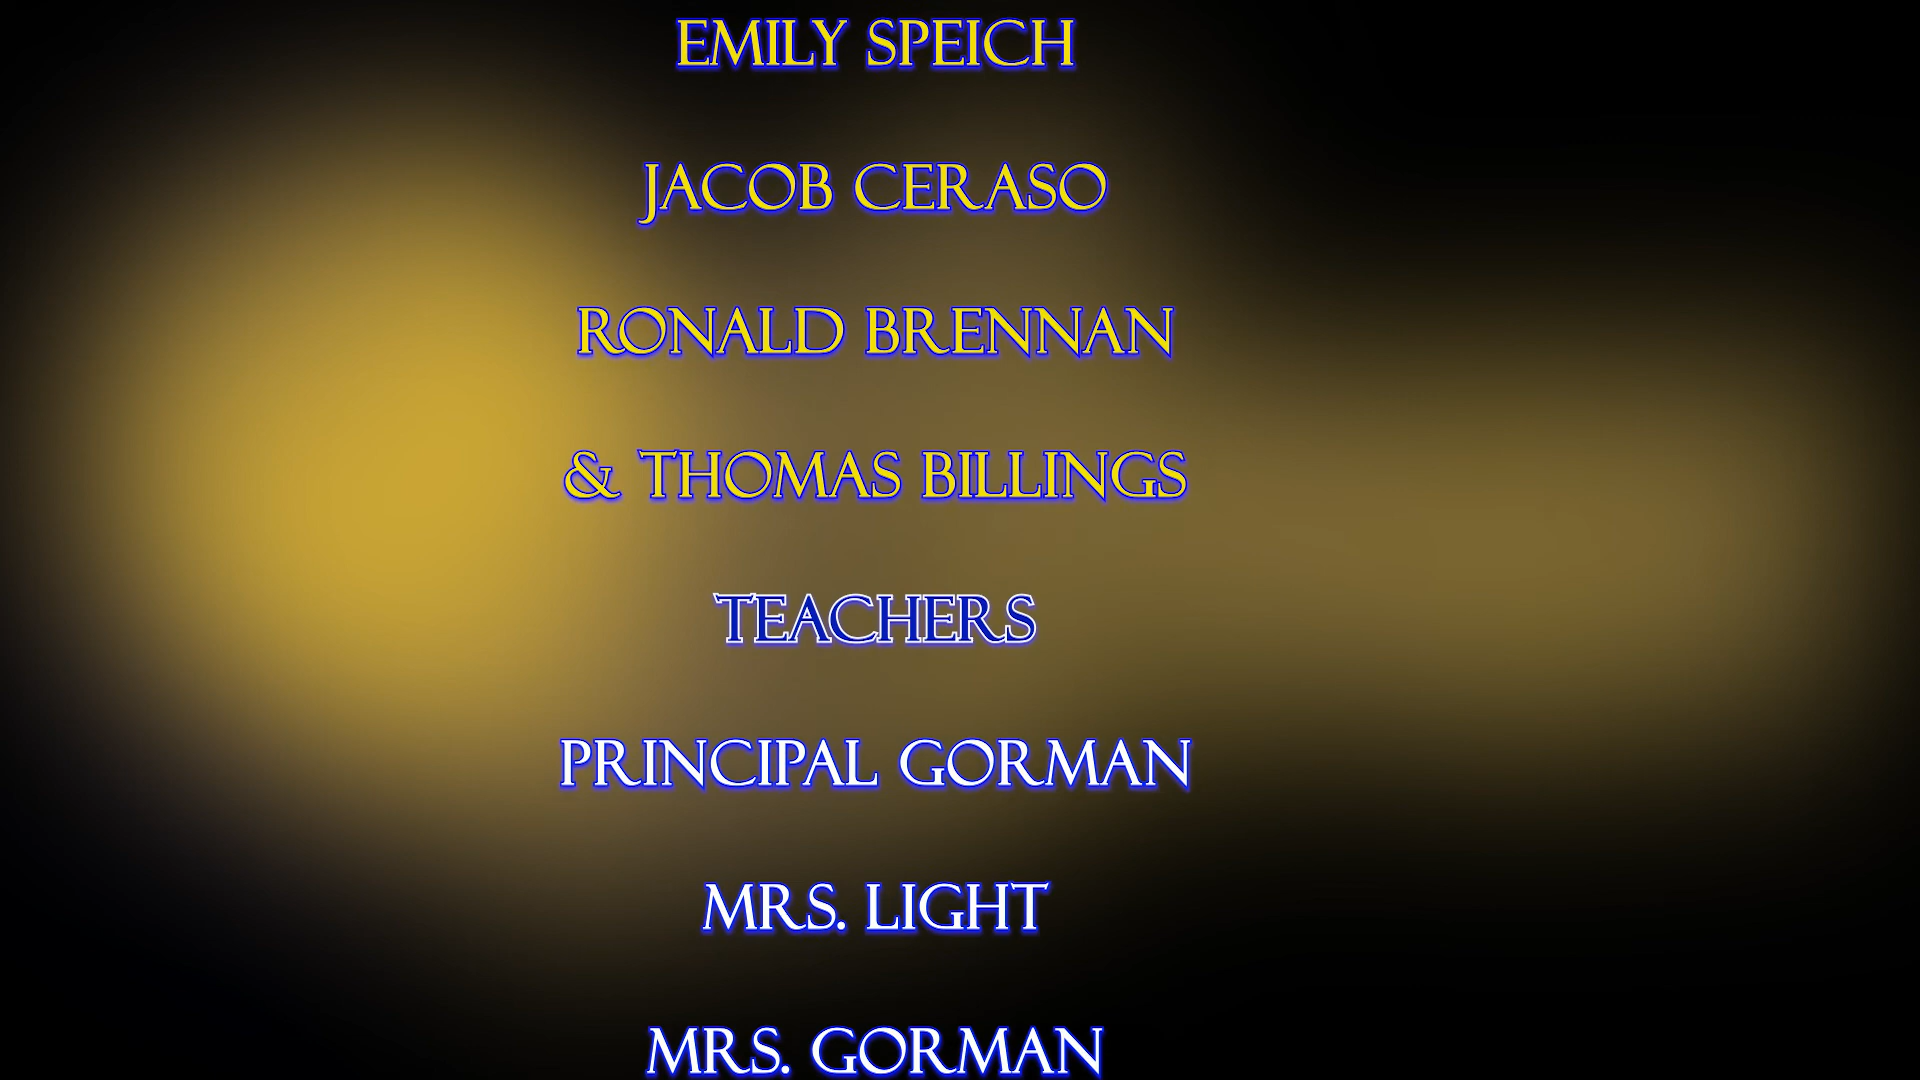 EMILY SPEICH
JACOB CERASO
RONALD BRENNAN
& THOMAS BILLINGS
TEACHERS
PRINCIPAL GORMAN
MRS. LIGHT
MRS. GORMAN